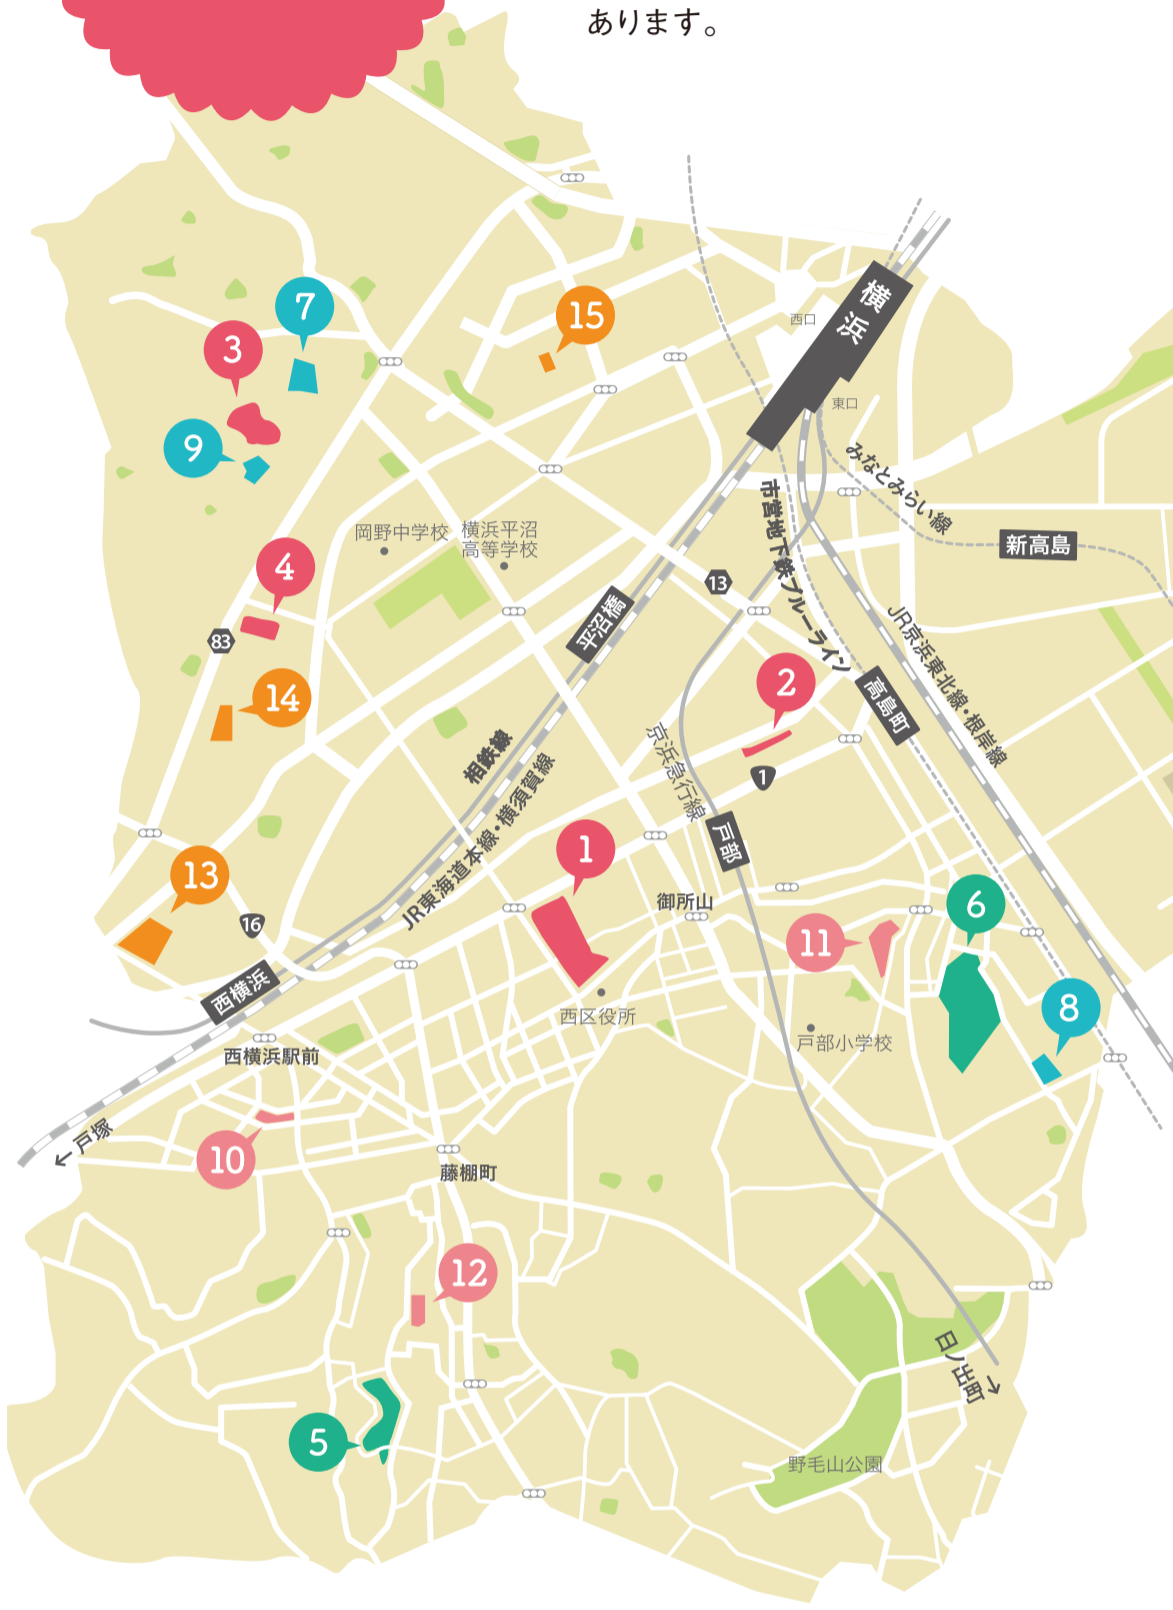 あります。
横浜
西口
東口
7
15
3
9
みなとみらい線
新高島
市営地下鉄ブルーライン
岡野中学校
横浜平沼
高等学校
4
13
平沼橋
83
JR京浜東北線・根岸線
2
14
高島町
京浜急行線
相鉄線
JR東海道本線・横須賀線
1
戸部
1
13
御所山
6
16
11
西横浜
8
西区役所
戸部小学校
西横浜駅前
←戸塚
10
藤棚町
12
日ノ出町→
5
野毛山公園